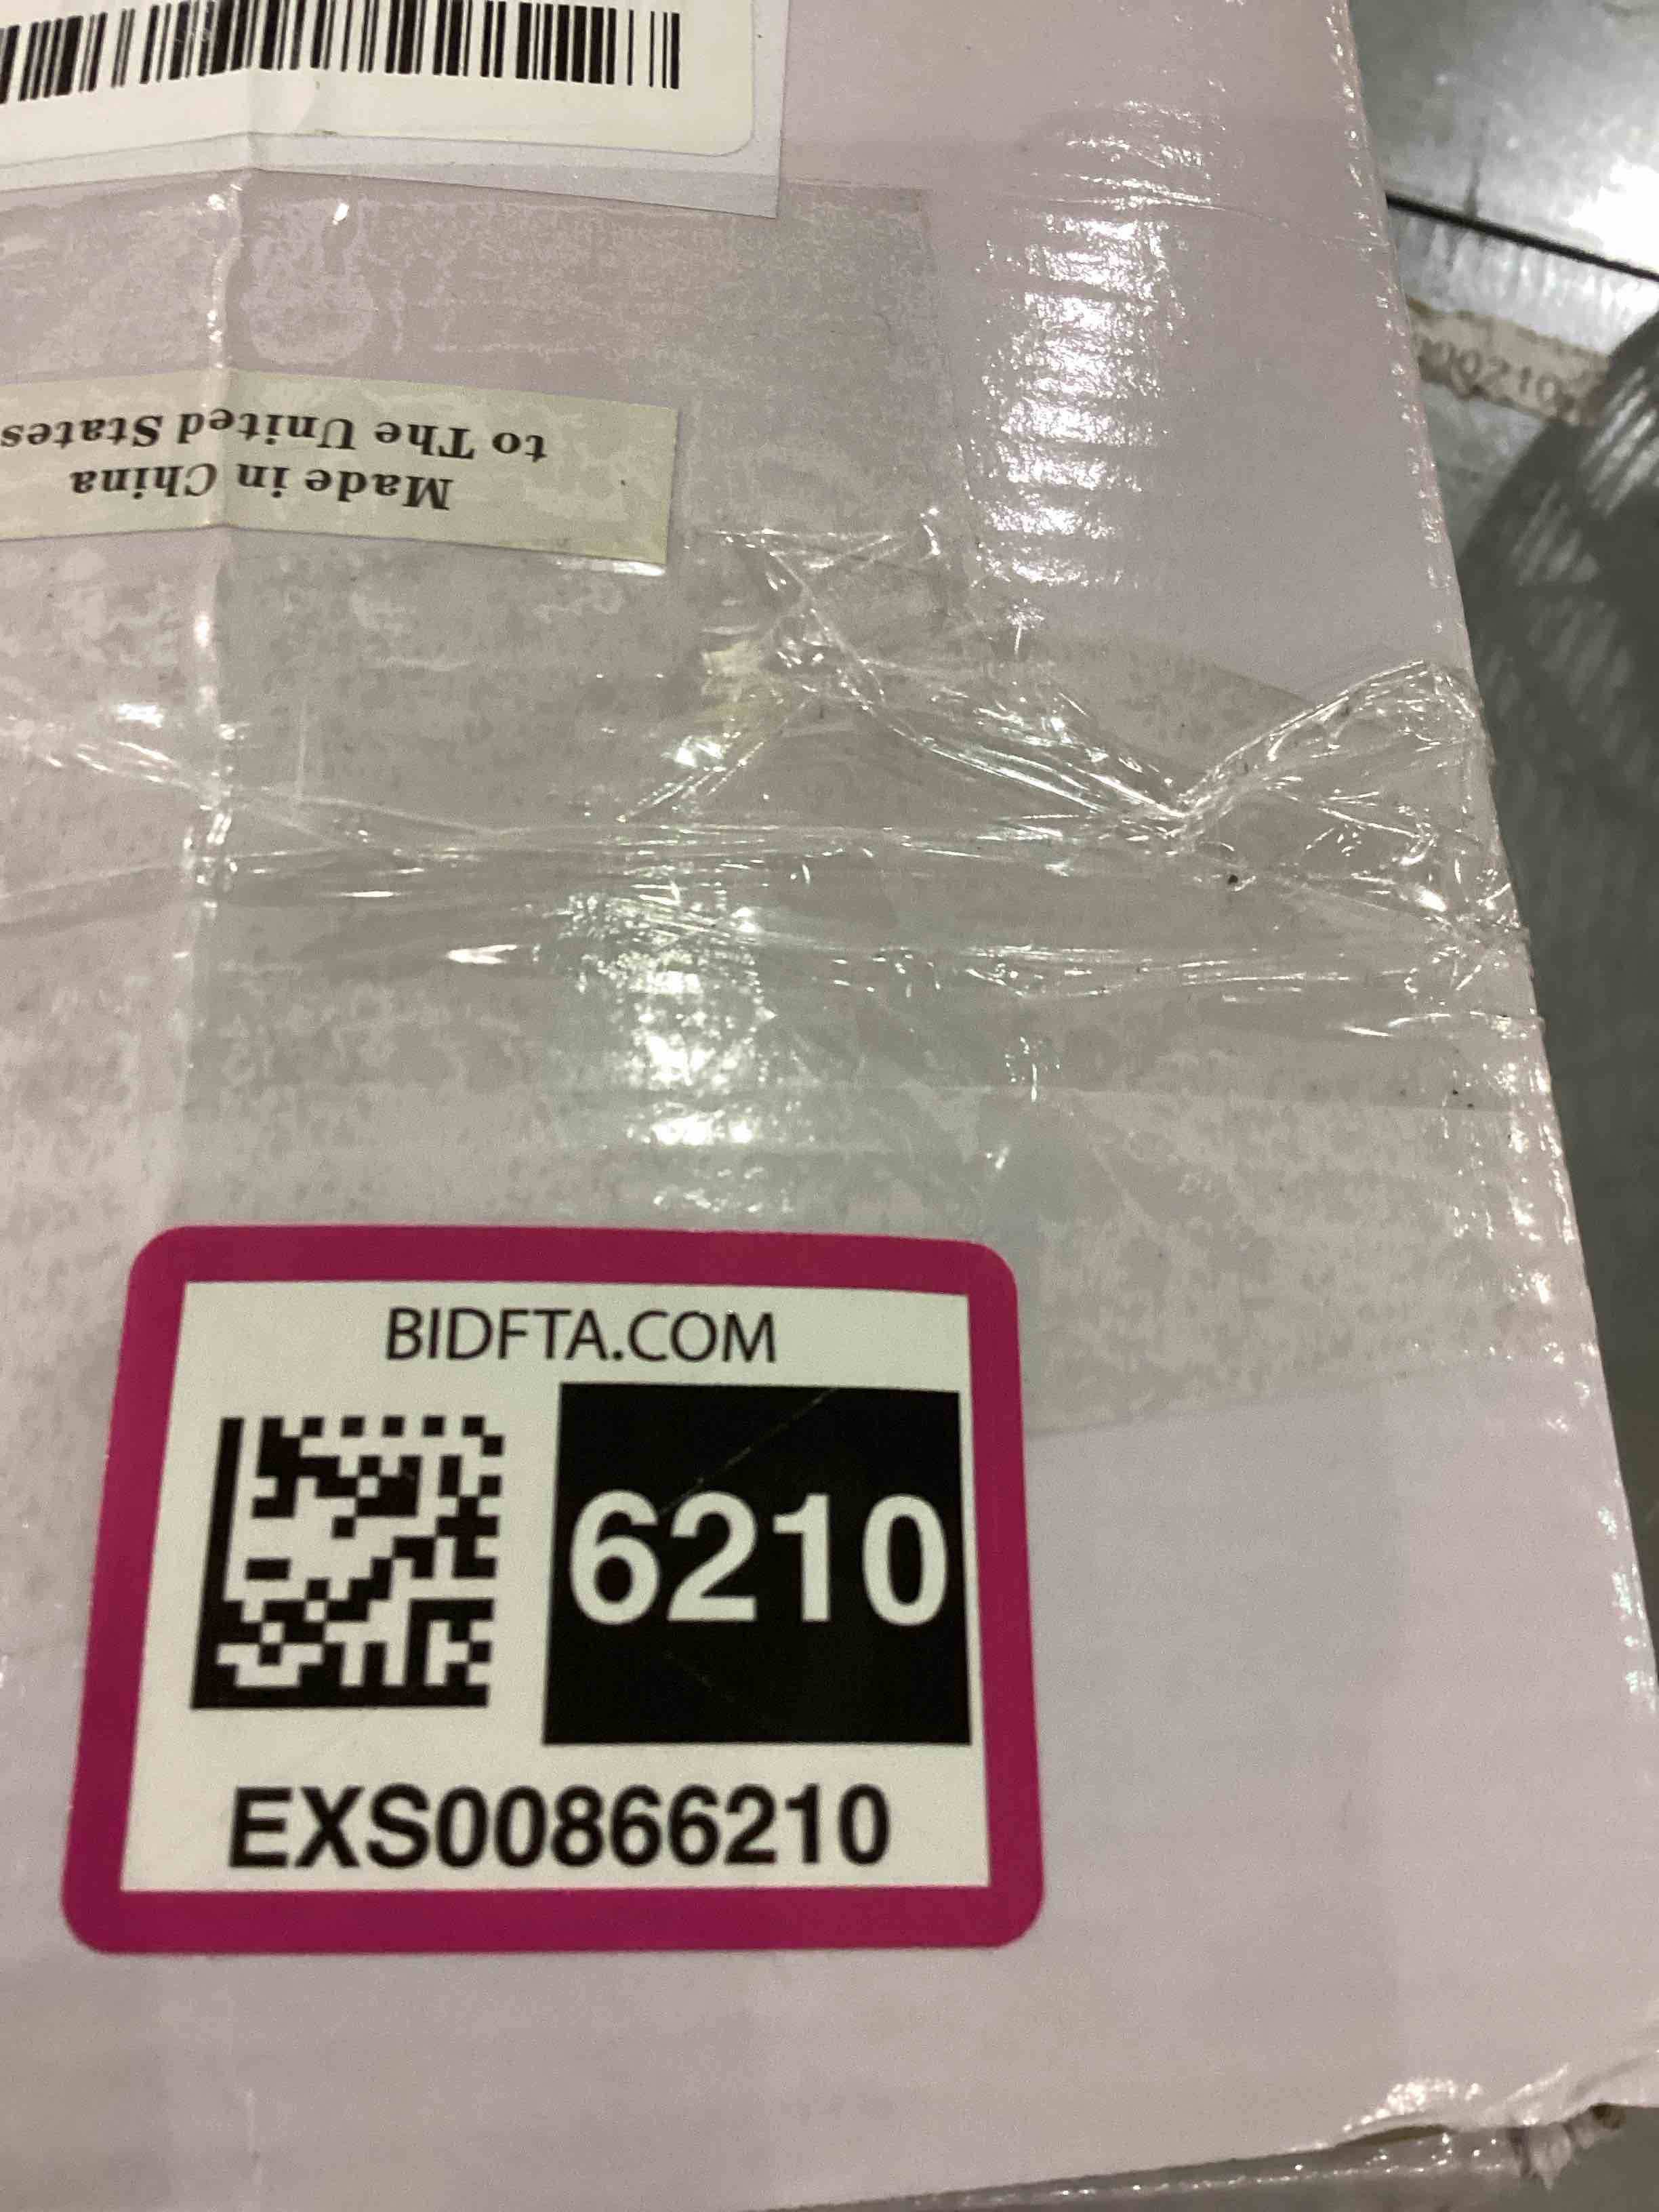 Made in China
to The United States
BIDFTA.COM
6210
EXS00866210